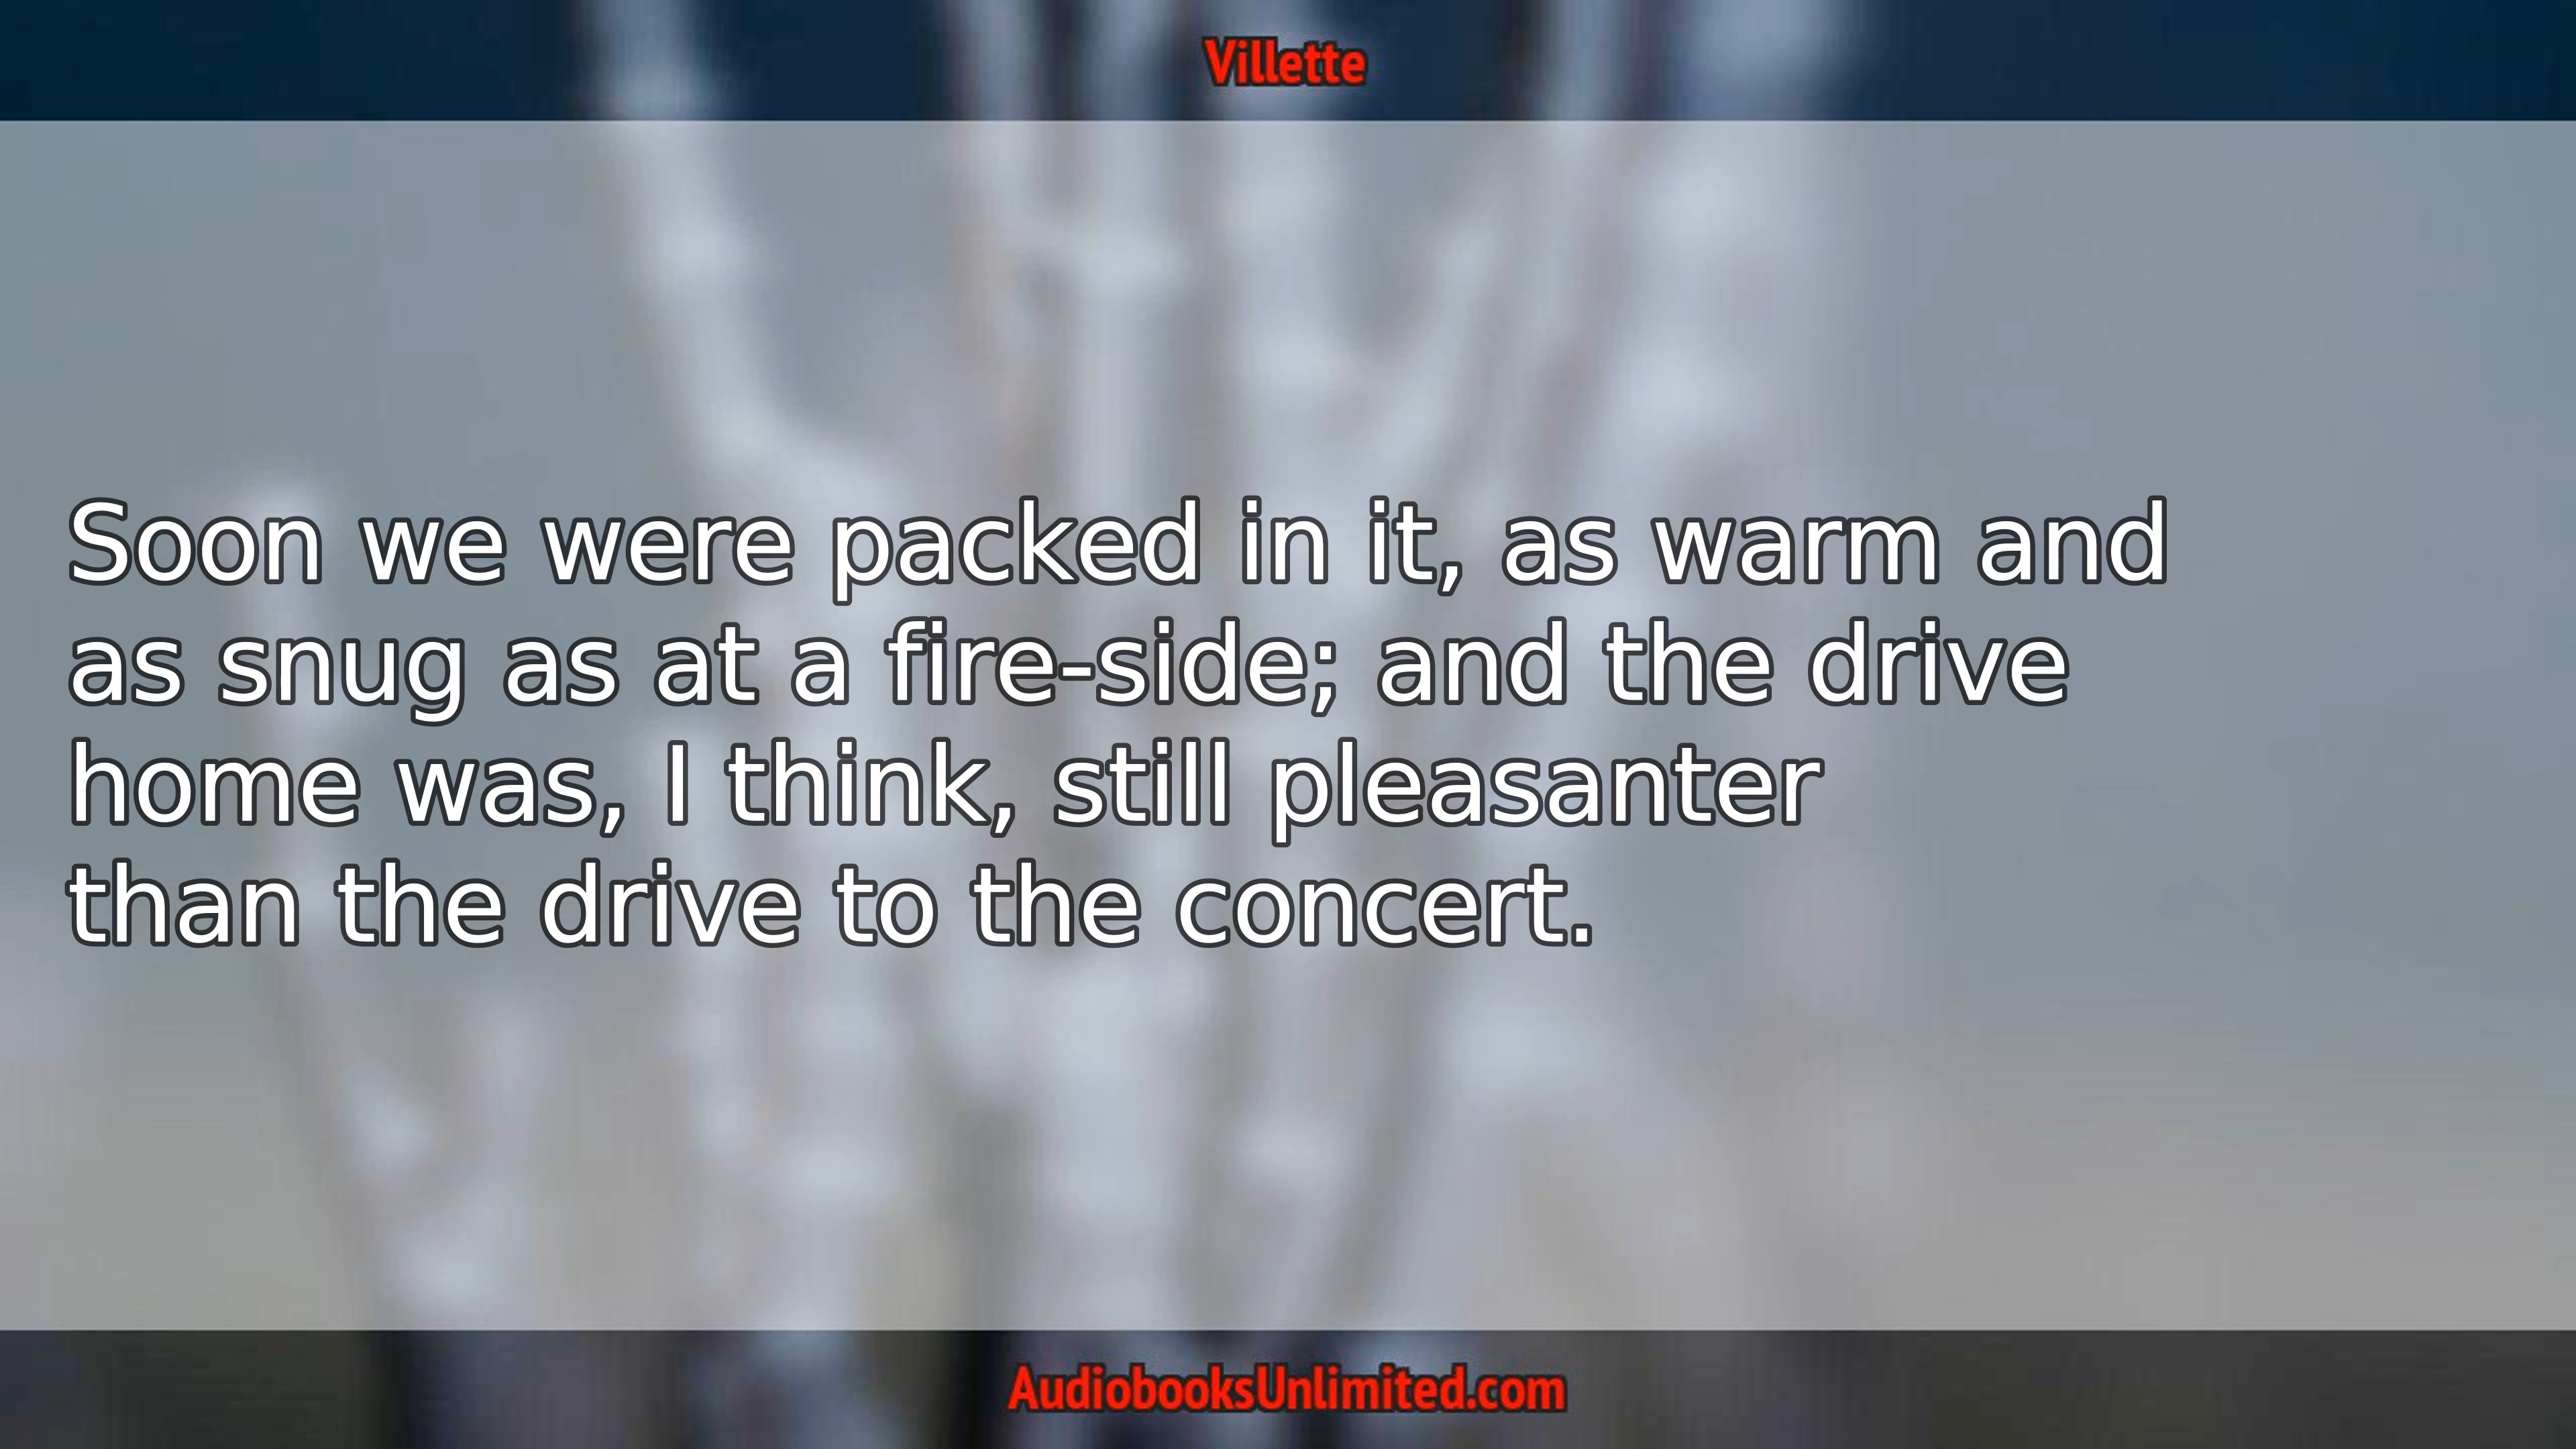 Villette
Soon we were packed in it, as warm and
as snug as at a fire-side; and the drive
home was, I think, still pleasanter
than the drive to the concert.
AudiobooksUnlimited.com